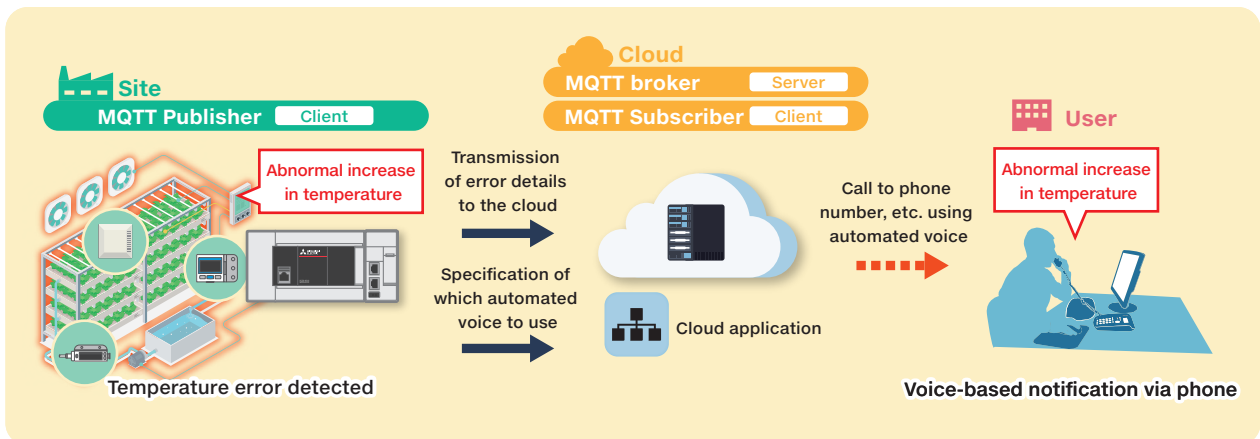 Site
MQTT Publisher Client
Cloud
MQTT broker Server
MQTT Subscriber Client
User
Abnormal increase
in temperature
Temperature error detected
Transmission
of error details
to the cloud
Specification of
which automated
voice to use
Cloud application
Call to phone
number, etc. using
automated voice
Abnormal increase
in temperature
Voice-based notification via phone